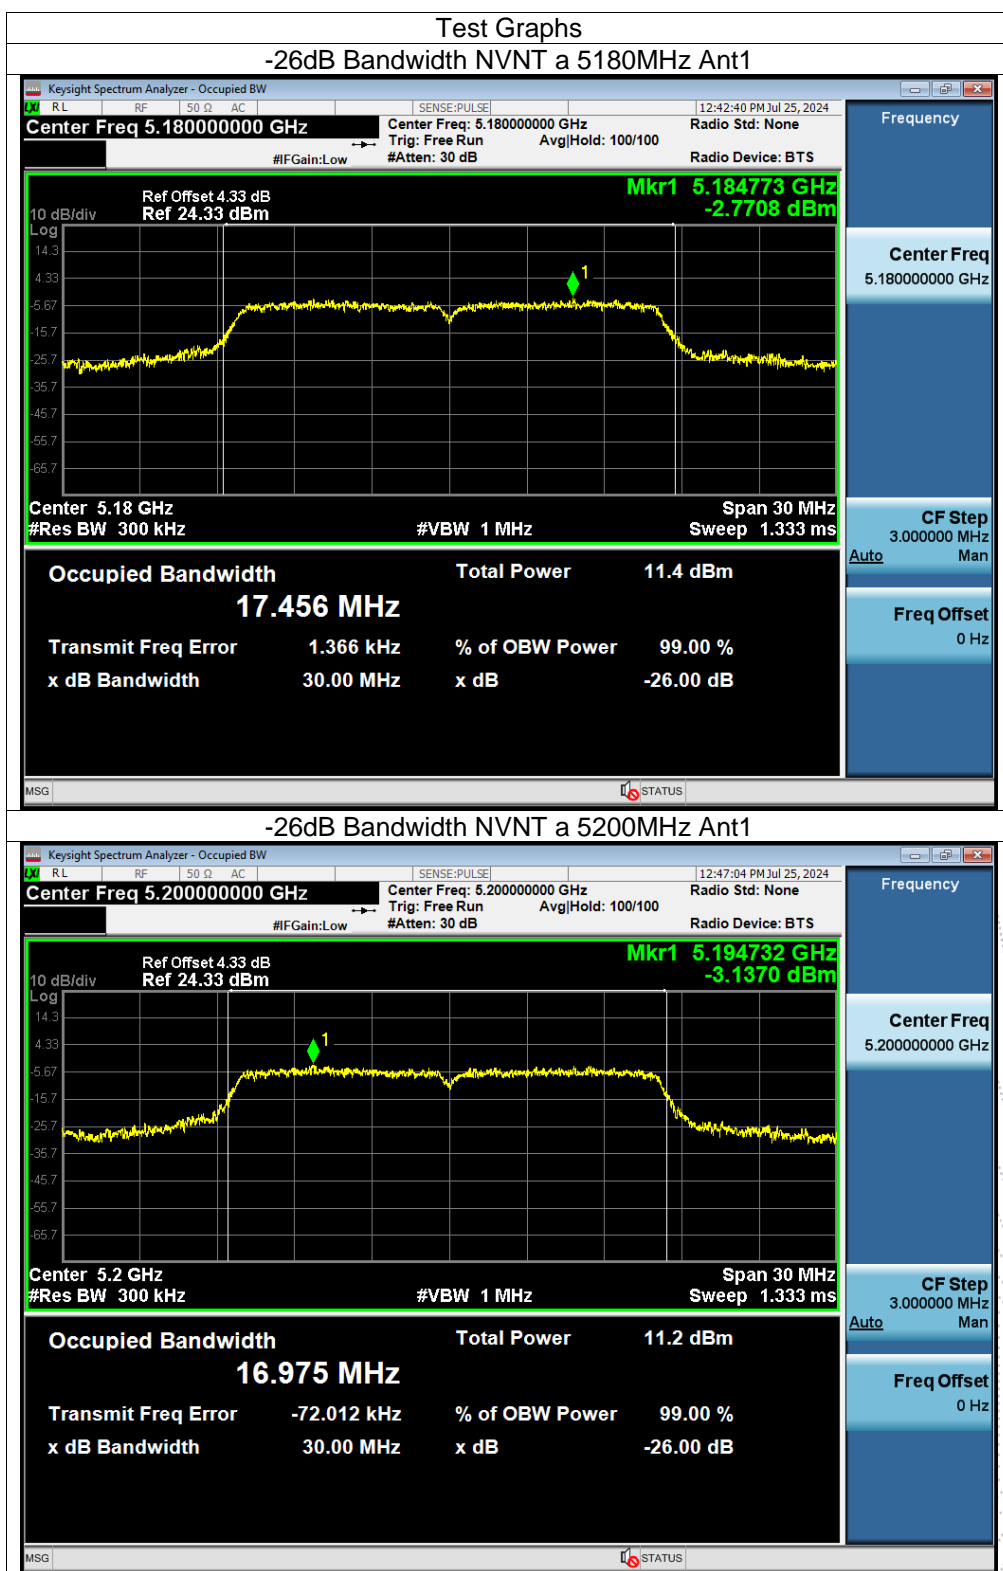 Test Graphs
-26dB Bandwidth NVNT a 5180MHz Ant1
Keysight Spectrum Analyzer - Occupied BW
LXI RL RF 50 Ω AC SENSE:PULSE 12:42:40 PM Jul 25, 2024
Center Freq 5.180000000 GHz Center Freq: 5.180000000 GHz Radio Std: None Frequency
Trig: Free Run Avg|Hold: 100/100
#IFGain:Low #Atten: 30 dB Radio Device: BTS
Mkr1 5.184773 GHz
Ref Offset 4.33 dB -2.7708 dBm
10 dB/div Ref 24.33 dBm
Log
14.3
4.33
-5.67
-15.7
-25.7
-35.7
-45.7
-55.7
-65.7
1
Center Freq
5.180000000 GHz
Center 5.18 GHz Span 30 MHz
#Res BW 300 kHz #VBW 1 MHz Sweep 1.333 ms
CF Step
3.000000 MHz
Auto Man
Occupied Bandwidth Total Power 11.4 dBm
17.456 MHz
Freq Offset
0 Hz
Transmit Freq Error 1.366 kHz % of OBW Power 99.00 %
x dB Bandwidth 30.00 MHz x dB -26.00 dB
MSG STATUS
-26dB Bandwidth NVNT a 5200MHz Ant1
Keysight Spectrum Analyzer - Occupied BW
LXI RL RF 50 Ω AC SENSE:PULSE 12:47:04 PM Jul 25, 2024
Center Freq 5.200000000 GHz Center Freq: 5.200000000 GHz Radio Std: None Frequency
Trig: Free Run Avg|Hold: 100/100
#IFGain:Low #Atten: 30 dB Radio Device: BTS
Mkr1 5.194732 GHz
Ref Offset 4.33 dB -3.1370 dBm
10 dB/div Ref 24.33 dBm
Log
14.3
4.33
-5.67
-15.7
-25.7
-35.7
-45.7
-55.7
-65.7
1
Center Freq
5.200000000 GHz
Center 5.2 GHz Span 30 MHz
#Res BW 300 kHz #VBW 1 MHz Sweep 1.333 ms
CF Step
3.000000 MHz
Auto Man
Occupied Bandwidth Total Power 11.2 dBm
16.975 MHz
Freq Offset
0 Hz
Transmit Freq Error -72.012 kHz % of OBW Power 99.00 %
x dB Bandwidth 30.00 MHz x dB -26.00 dB
MSG STATUS